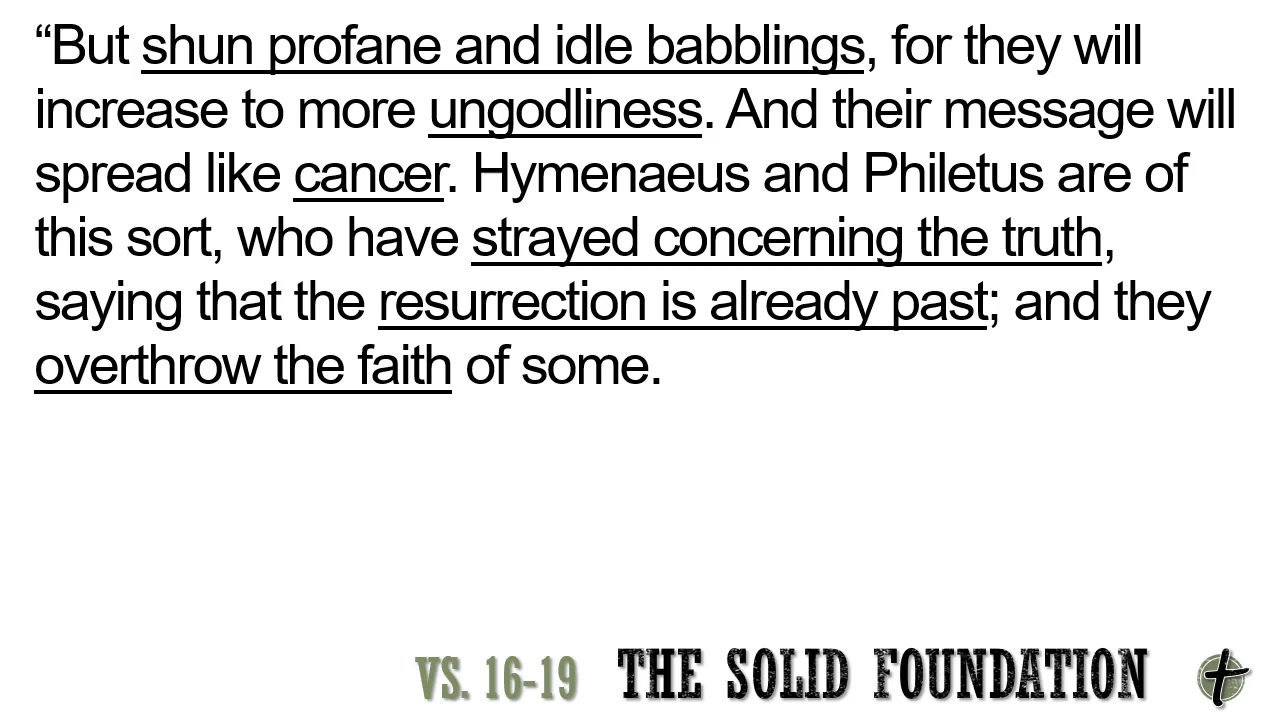 “But shun profane and idle babblings, for they will
increase to more ungodliness. And their message will
spread like cancer. Hymenaeus and Philetus are of
this sort, who have strayed concerning the truth,
saying that the resurrection is already past; and they
overthrow the faith of some.
VS. 16-19 THE SOLID FOUNDATION